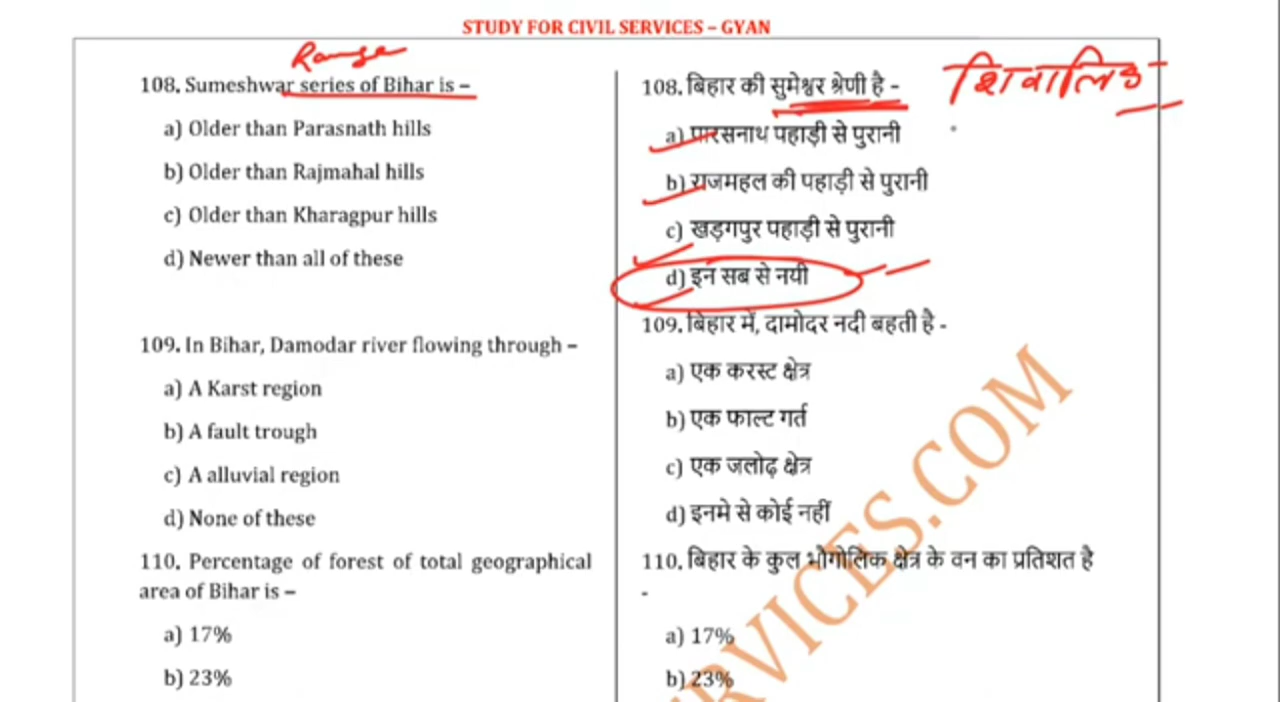 STUDY FOR CIVIL SERVICES – GYAN
Range
108. Sumeshwar series of Bihar is –
a) Older than Parasnath hills
b) Older than Rajmahal hills
c) Older than Kharagpur hills
d) Newer than all of these
109. In Bihar, Damodar river flowing through –
a) A Karst region
b) A fault trough
c) A alluvial region
d) None of these
110. Percentage of forest of total geographical
area of Bihar is –
a) 17%
b) 23%
शिवालिक
108. बिहार की सुमेश्वर श्रेणी है -
a) पारसनाथ पहाड़ी से पुरानी
b) राजमहल की पहाड़ी से पुरानी
c) खड़गपुर पहाड़ी से पुरानी
d) इन सब से नयी
109. बिहार में, दामोदर नदी बहती है -
a) एक करस्ट क्षेत्र
b) एक फाल्ट गर्त
c) एक जलोढ़ क्षेत्र
d) इनमे से कोई नहीं
110. बिहार के कुल भौगोलिक क्षेत्र के वन का प्रतिशत है
-
a) 17%
b) 23%
RVICES.COM